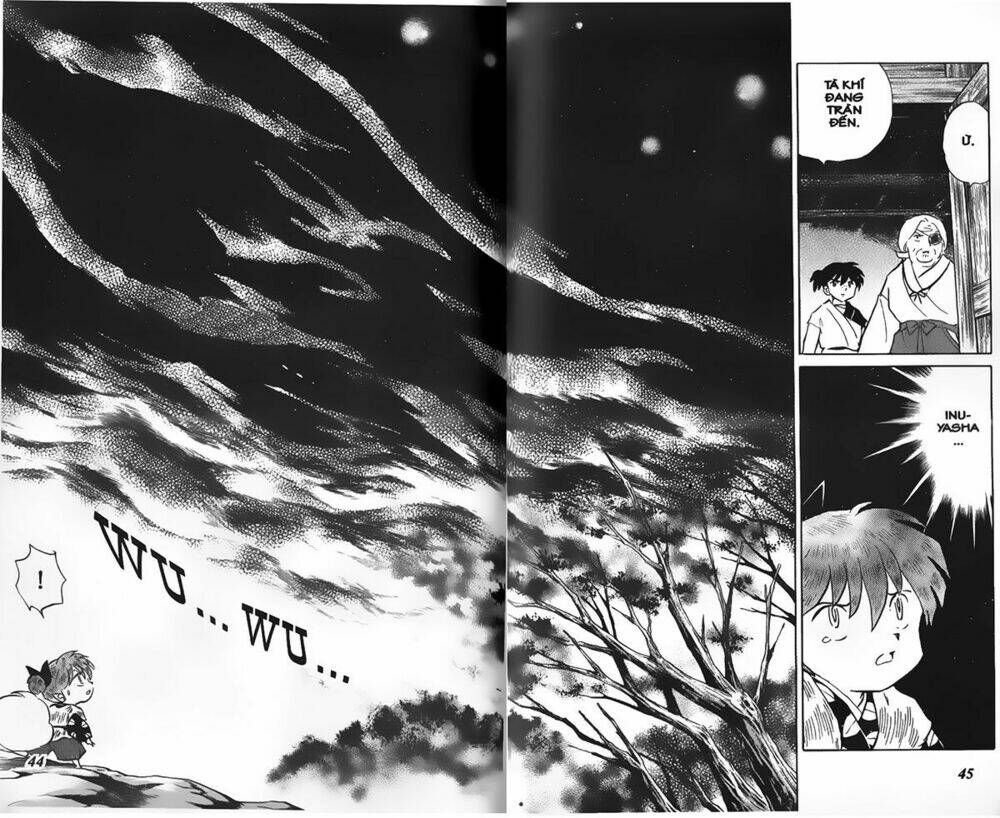 !
WU... WU...
44
TÀ KHÍ
ĐANG
TRÀN
ĐẾN.
Ừ.
INU-
YASHA
...
45